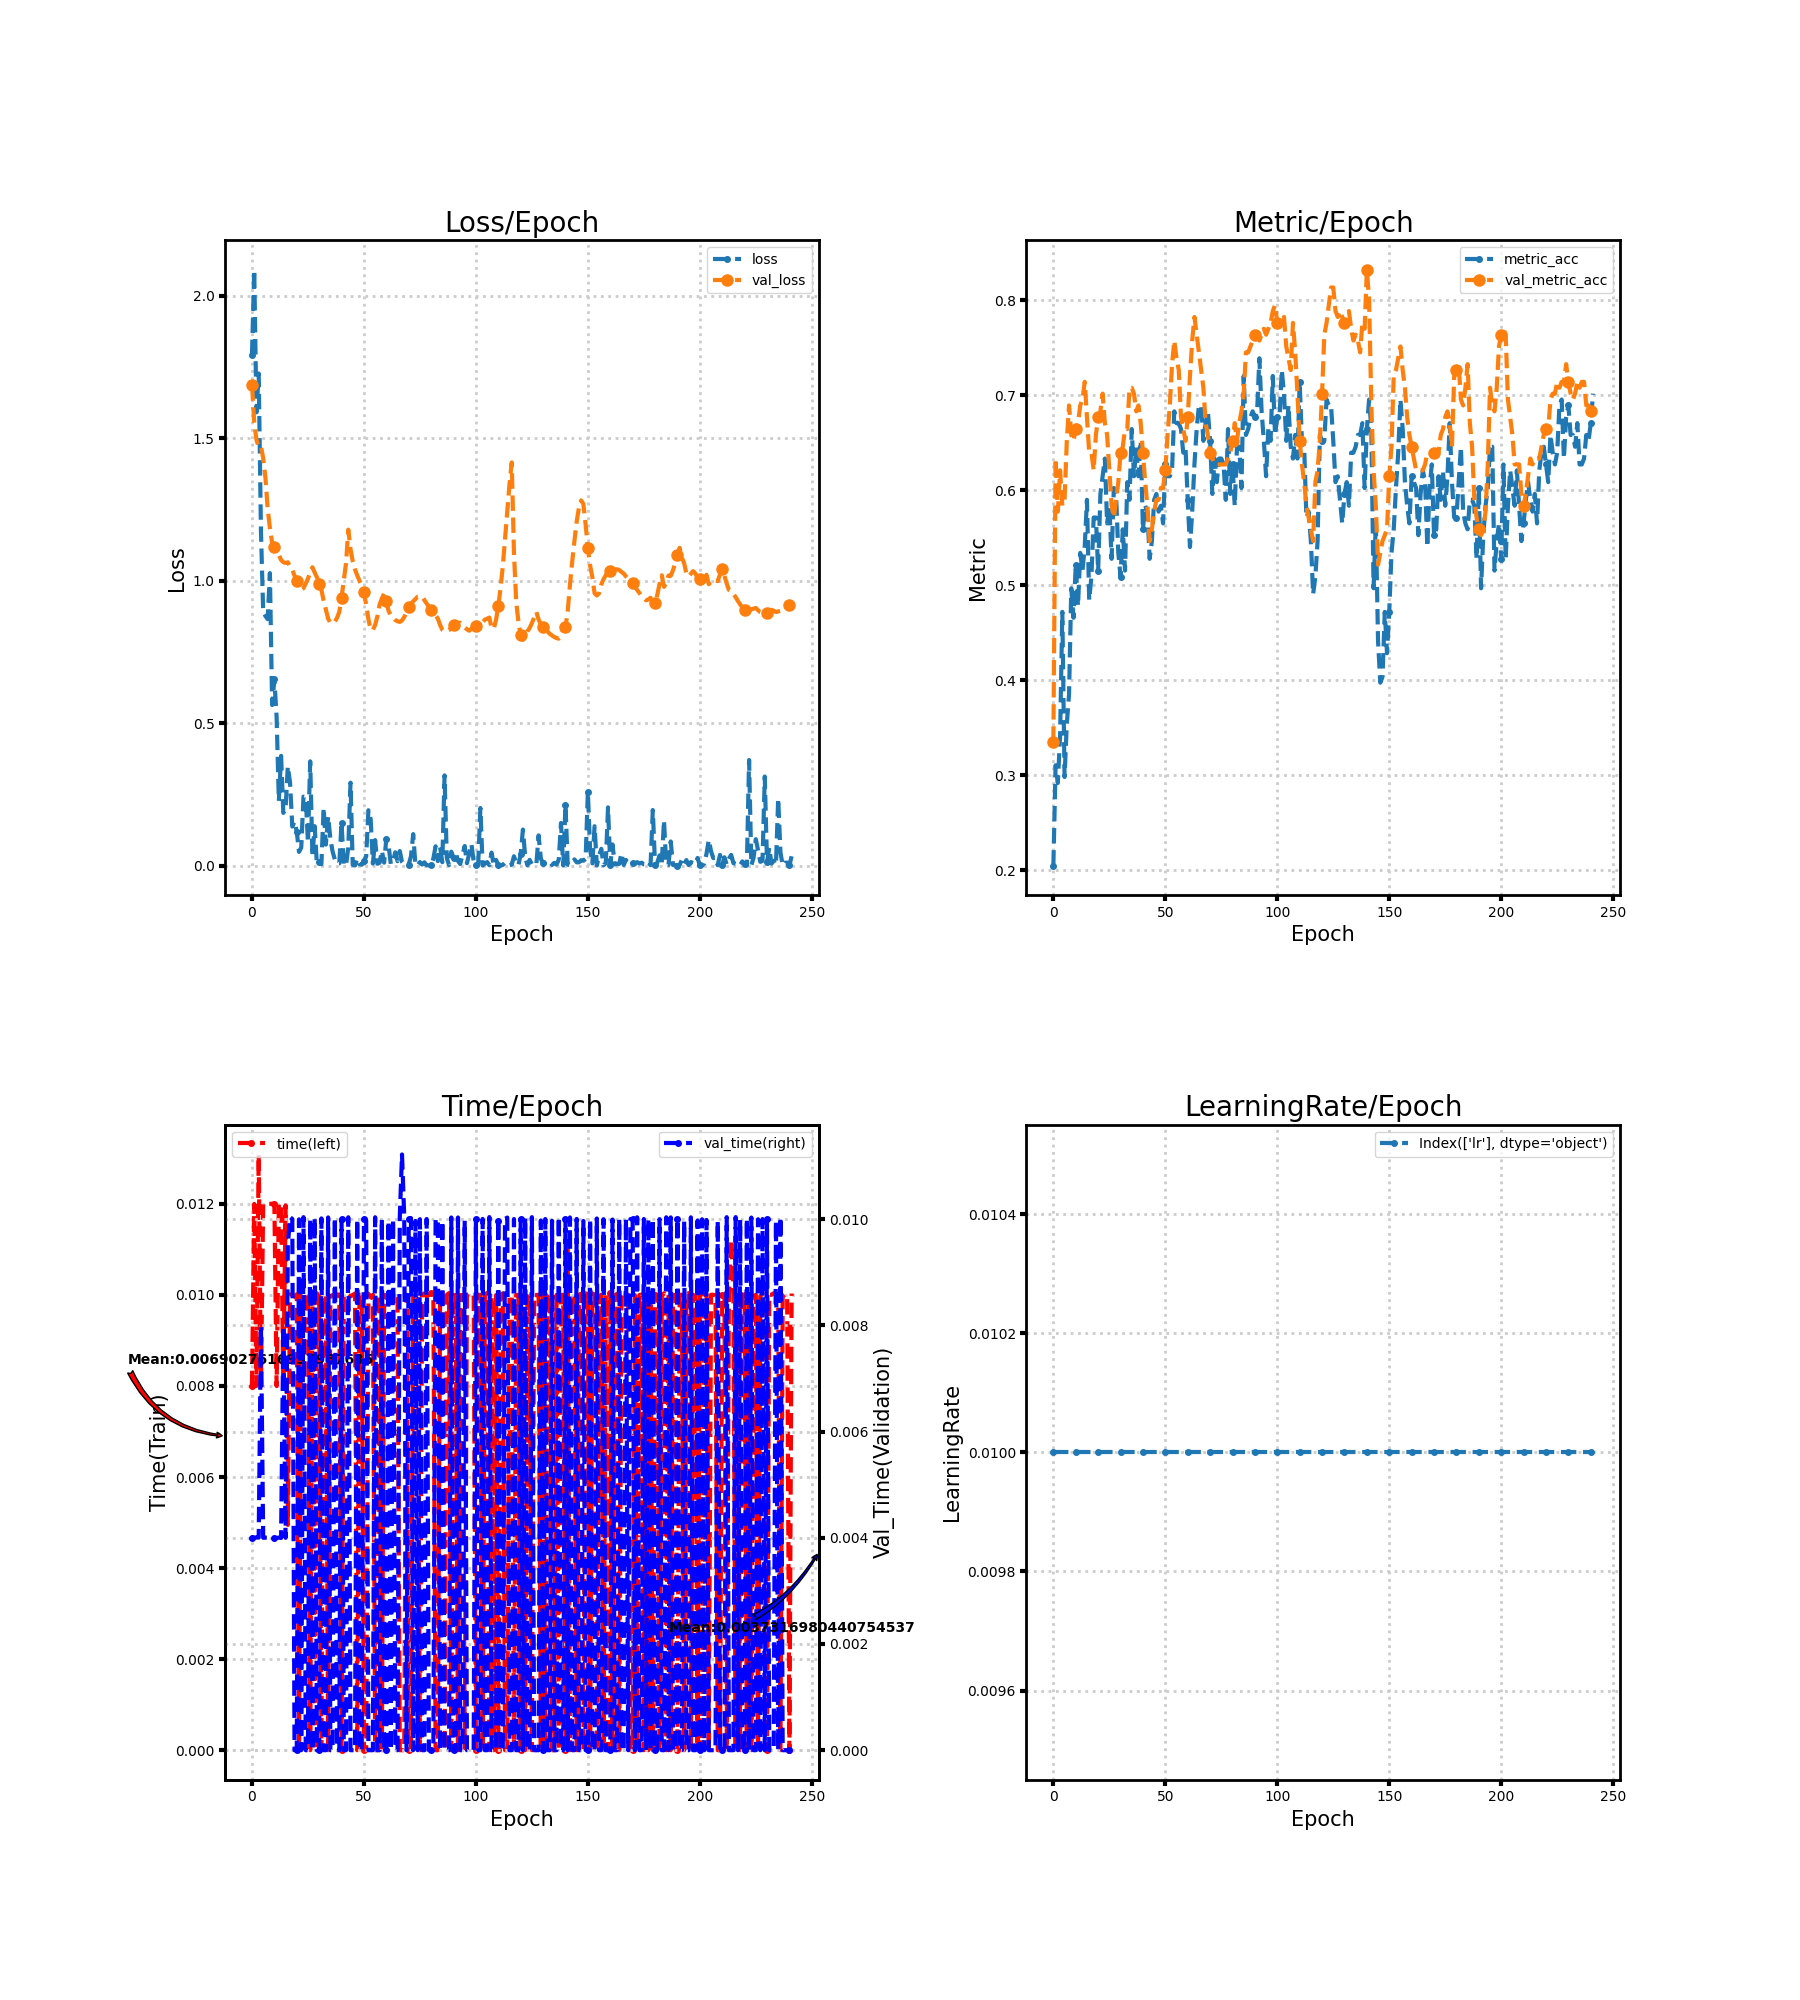 Loss/Epoch
loss
val_loss
2.0
1.5
1.0
0.5
0.0
Loss
0
50
100
150
200
250
Epoch
Metric/Epoch
metric_acc
val_metric_acc
0.8
0.7
0.6
0.5
0.4
0.3
0.2
Metric
0
50
100
150
200
250
Epoch
Time/Epoch
time(left)
val_time(right)
0.012
0.010
0.008
0.006
0.004
0.002
0.000
Time(Train)
0.010
0.008
0.006
0.004
0.002
0.000
Val_Time(Validation)
Mean:0.0037316980440754537
0
50
100
150
200
250
Epoch
LearningRate/Epoch
Index(['lr'], dtype='object')
0.0104
0.0102
0.0100
0.0098
0.0096
LearningRate
0
50
100
150
200
250
Epoch